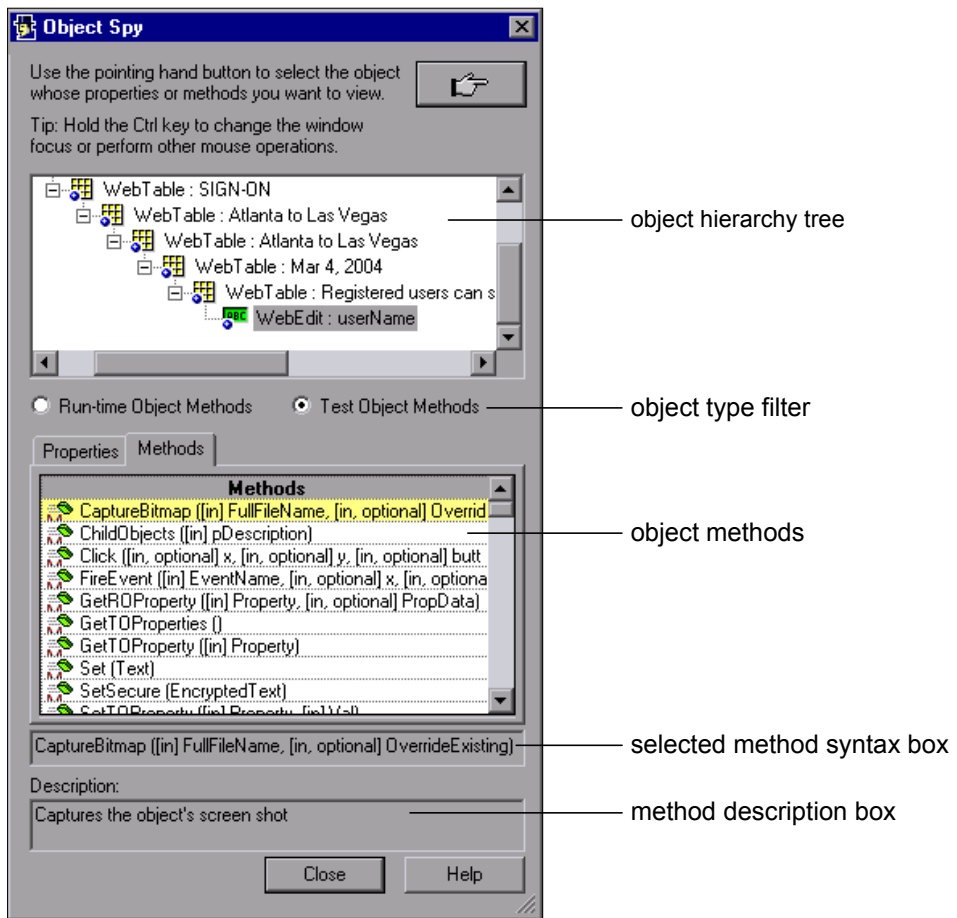 Object Spy
Use the pointing hand button to select the object
whose properties or methods you want to view.
Tip: Hold the Ctrl key to change the window
focus or perform other mouse operations.
WebTable : SIGN-ON
WebTable : Atlanta to Las Vegas
object hierarchy tree
WebTable : Atlanta to Las Vegas
WebTable : Mar 4, 2004
WebTable : Registered users can s
ABC WebEdit : userName
Run-time Object Methods Test Object Methods
object type filter
Properties Methods
Methods
CaptureBitmap ([in] FullFileName, [in, optional] Overrid
ChildObjects ([in] pDescription)
object methods
Click ([in, optional] x, [in, optional] y, [in, optional] butt
FireEvent ([in] EventName, [in, optional] x, [in, optiona
GetROProperty ([in] Property, [in, optional] PropData)
GetTOProperties ()
GetTOProperty ([in] Property)
Set (Text)
SetSecure (EncryptedText)
SetTOProperty ([in] Property, [in] Val)
CaptureBitmap ([in] FullFileName, [in, optional] OverrideExisting)
selected method syntax box
Description:
Captures the object's screen shot
method description box
Close Help